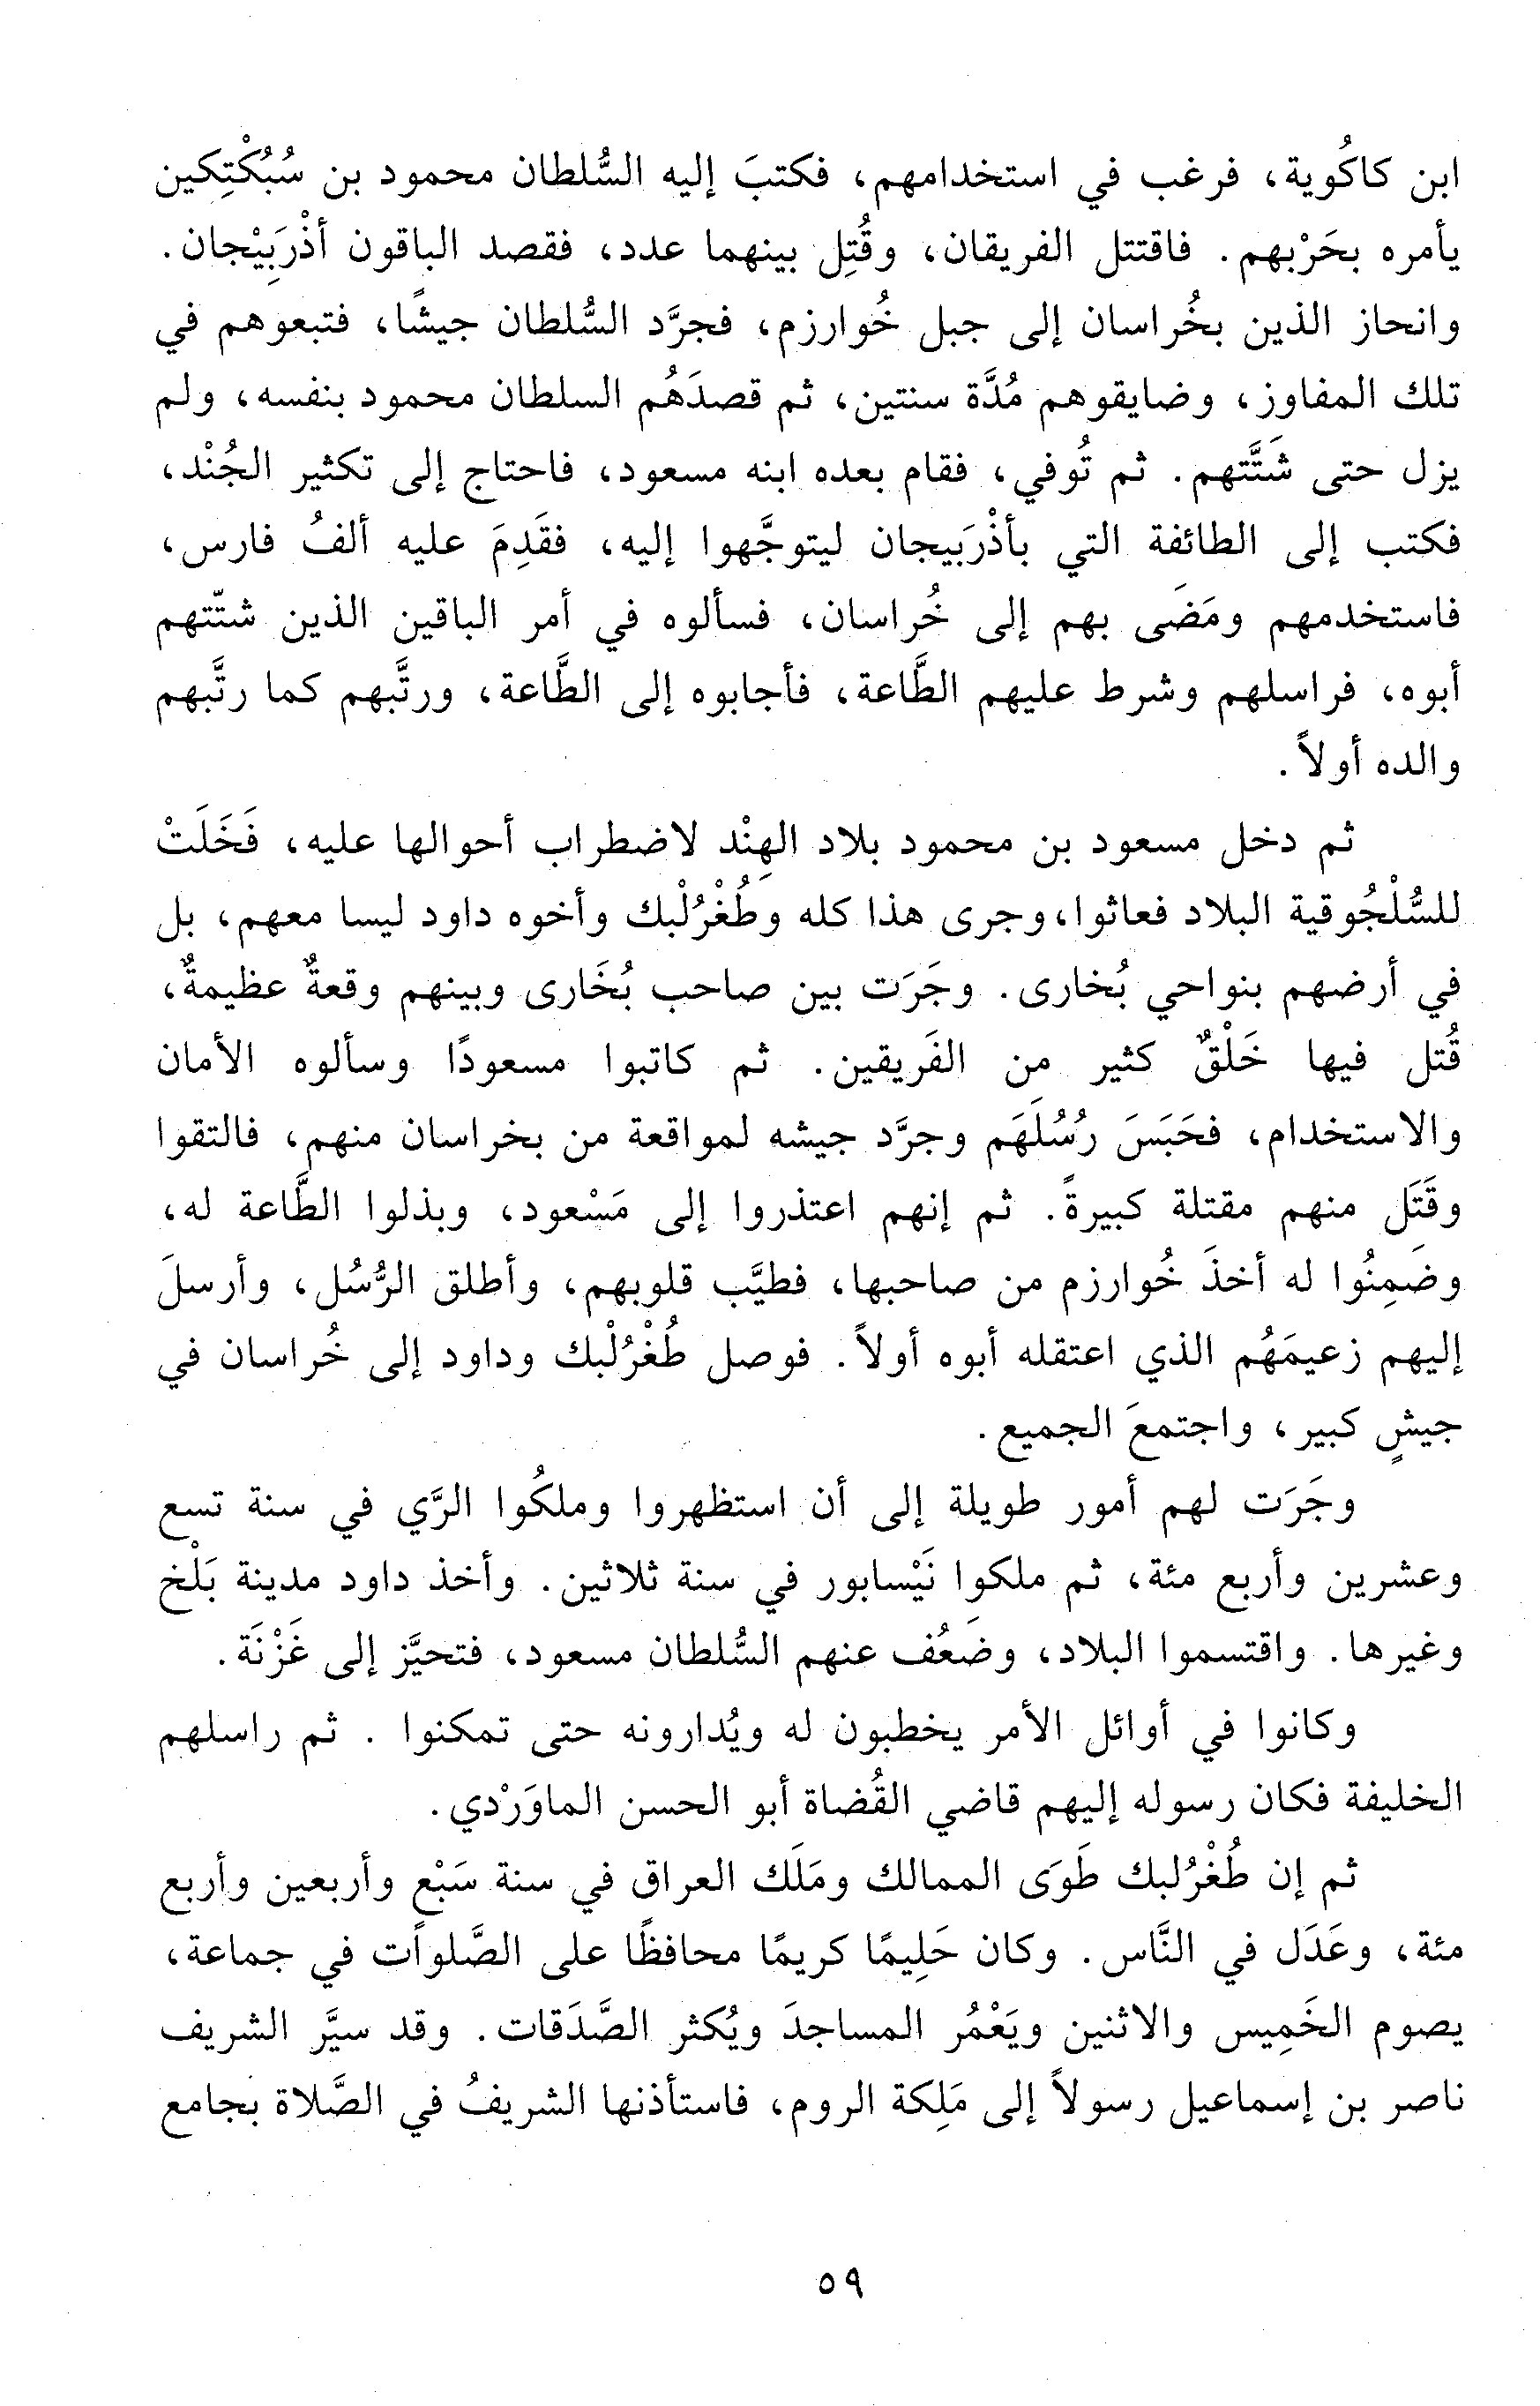 ابن كاكُوية، فرغب في استخدامهم، فكتبَ إليه السُّلطان محمود بن سُبُكْتِكين
يأمره بحَرْبهم. فاقتتل الفريقان، وقُتِل بينهما عدد، فقصد الباقون أذْرَبِيْجان.
وانحاز الذين بخُراسان إلى جبل خُوارزم، فجرَّد السُّلطان جيشًا، فتبعوهم في
تلك المفاوز، وضايقوهم مُدَّة سنتين، ثم قصدَهُم السلطان محمود بنفسه، ولم
يزل حتى شَتَّتهم. ثم تُوفي، فقام بعده ابنه مسعود، فاحتاج إلى تكثير الجُنْد،
فكتب إلى الطائفة التي بأذْرَبيجان ليتوجَّهوا إليه، فقَدِمَ عليه ألفُ فارس،
فاستخدمهم ومَضَى بهم إلى خُراسان، فسألوه في أمر الباقين الذين شتّتهم
أبوه، فراسلهم وشرط عليهم الطَّاعة، فأجابوه إلى الطَّاعة، ورتَّبهم كما رتَّبهم
والده أولاً.
ثم دخل مسعود بن محمود بلاد الهِنْد لاضطراب أحوالها عليه، فَخَلَتْ
للسُّلْجُوقية البلاد فعاثوا، وجرى هذا كله وطُغْرُلْبك وأخوه داود ليسا معهم، بل
في أرضهم بنواحي بُخارى. وجَرَت بين صاحب بُخَارى وبينهم وقعةٌ عظيمةٌ،
قُتل فيها خَلْقٌ كثير من الفَريقين. ثم كاتبوا مسعودًا وسألوه الأمان
والاستخدام، فحَبَسَ رُسُلَهَم وجرَّد جيشه لمواقعة من بخراسان منهم، فالتقوا
وقَتَل منهم مقتلة كبيرةً. ثم إنهم اعتذروا إلى مَسْعود، وبذلوا الطَّاعة له،
وضَمِنُوا له أخذَ خُوارزم من صاحبها، فطيَّب قلوبهم، وأطلق الرُّسُل، وأرسلَ
إليهم زعيمَهُم الذي اعتقله أبوه أولاً. فوصل طُغْرُلْبك وداود إلى خُراسان في
جيشٍ كبير، واجتمعَ الجميع.
وجَرَت لهم أمور طويلة إلى أن استظهروا وملكُوا الرَّي في سنة تسع
وعشرين وأربع مئة، ثم ملكوا نَيْسابور في سنة ثلاثين. وأخذ داود مدينة بَلْخ
وغيرها. واقتسموا البلاد، وضَعُف عنهم السُّلطان مسعود، فتحيَّز إلى غَزْنَة.
وكانوا في أوائل الأمر يخطبون له ويُدارونه حتى تمكنوا. ثم راسلهم
الخليفة فكان رسوله إليهم قاضي القُضاة أبو الحسن الماوَرْدي.
ثم إن طُغْرُلبك طَوَى الممالك ومَلَك العراق في سنة سَبْع وأربعين وأربع
مئة، وعَدَل في النَّاس. وكان حَلِيمًا كريمًا محافظًا على الصَّلوات في جماعة،
يصوم الخَمِيس والاثنين ويَعْمُر المساجدَ ويُكثر الصَّدَقات. وقد سيَّر الشريف
ناصر بن إسماعيل رسولاً إلى مَلِكة الروم، فاستأذنها الشريفُ في الصَّلاة بجامع
٥٩